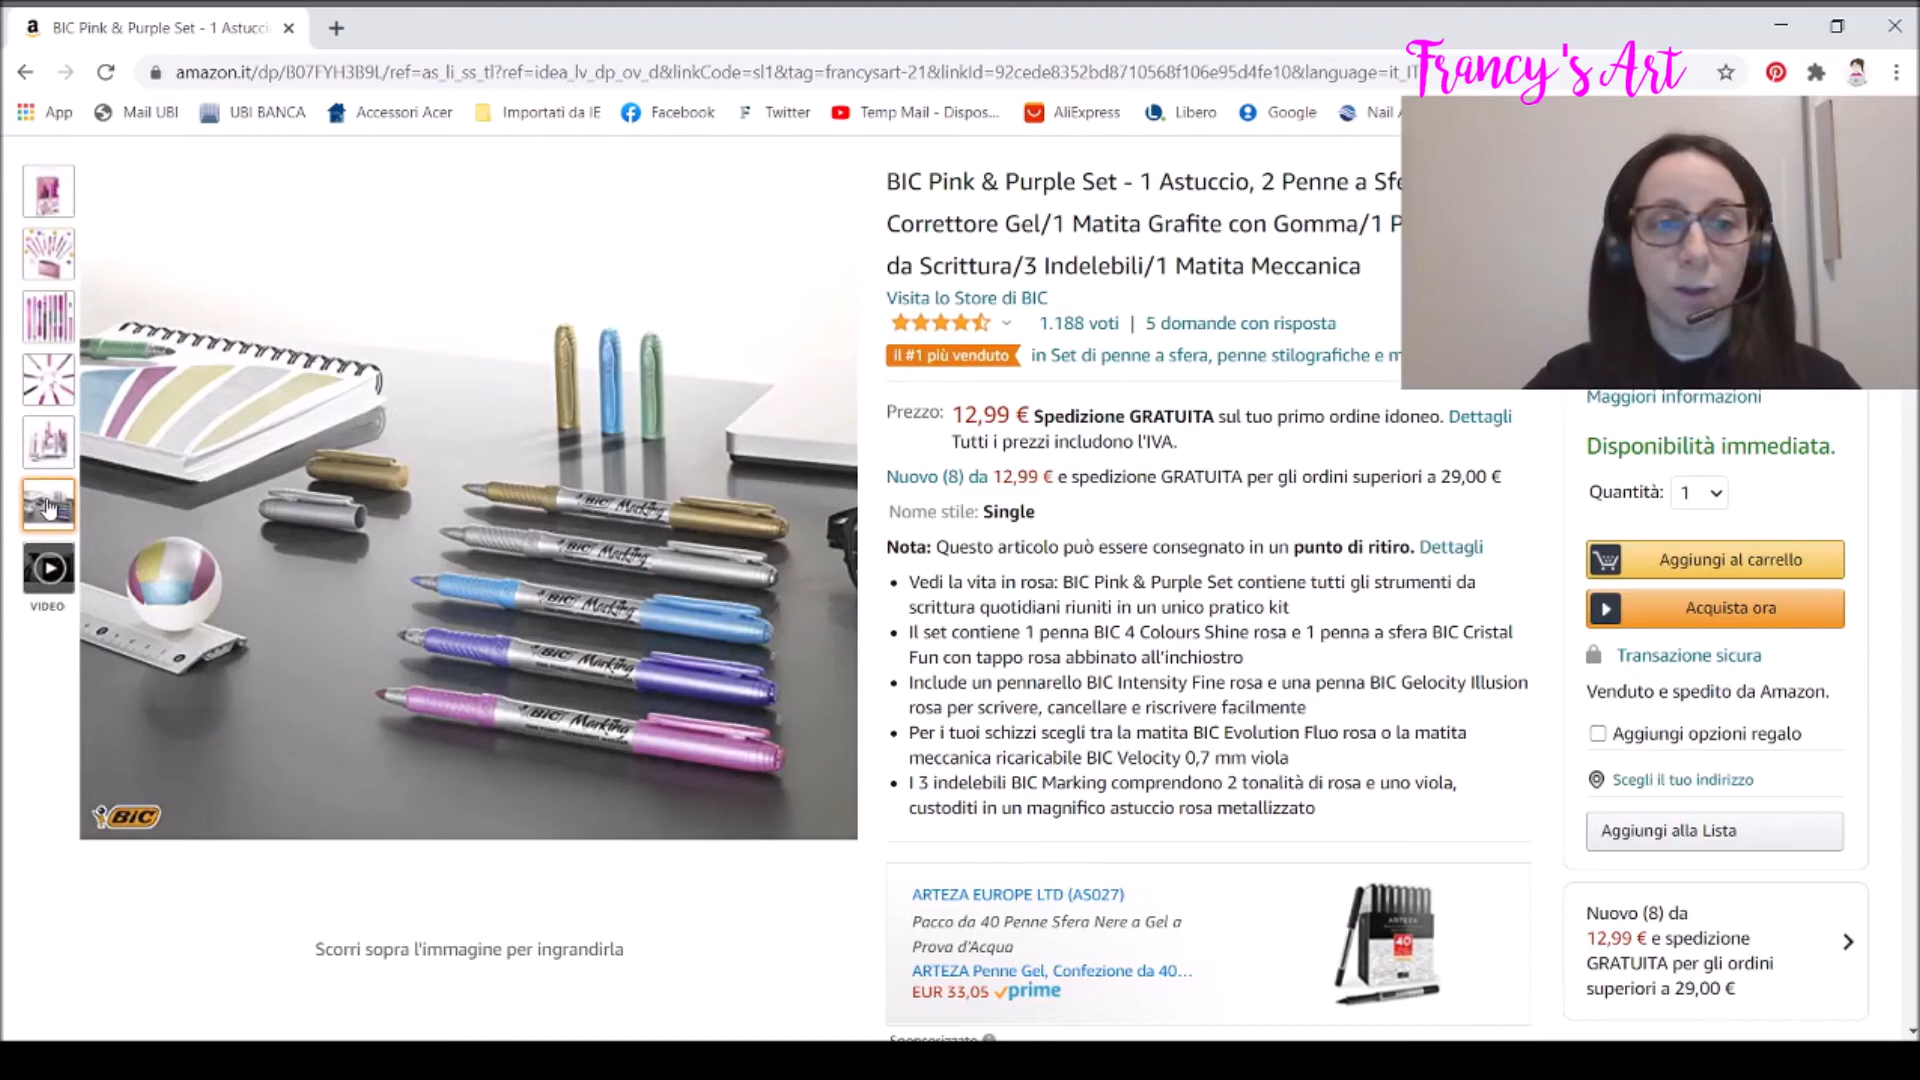 BIC Pink & Purple Set - 1 Astucci
Francy's Art
amazon.it/dp/B07FYH3B9L/ref=as_li_ss_tl?ref=idea_lv_dp_ov_d&linkCode=sl1&tag=francysart-21&linkId=92cede8352bd8710568f106e95d4fe10&language=it_IT
App Mail UBI UBI BANCA Accessori Acer Importati da IE Facebook Twitter Temp Mail - Dispos... AliExpress Libero Google Nail
BIC Pink & Purple Set - 1 Astuccio, 2 Penne a Sfe
Correttore Gel/1 Matita Grafite con Gomma/1 P
da Scrittura/3 Indelebili/1 Matita Meccanica
Visita lo Store di BIC
1.188 voti | 5 domande con risposta
Il #1 più venduto in Set di penne a sfera, penne stilografiche e m
Prezzo: 12,99 € Spedizione GRATUITA sul tuo primo ordine idoneo. Dettagli
Tutti i prezzi includono l'IVA.
Nuovo (8) da 12,99 € e spedizione GRATUITA per gli ordini superiori a 29,00 €
Nome stile: Single
Nota: Questo articolo può essere consegnato in un punto di ritiro. Dettagli
• Vedi la vita in rosa: BIC Pink & Purple Set contiene tutti gli strumenti da
scrittura quotidiani riuniti in un unico pratico kit
• Il set contiene 1 penna BIC 4 Colours Shine rosa e 1 penna a sfera BIC Cristal
Fun con tappo rosa abbinato all'inchiostro
• Include un pennarello BIC Intensity Fine rosa e una penna BIC Gelocity Illusion
rosa per scrivere, cancellare e riscrivere facilmente
• Per i tuoi schizzi scegli tra la matita BIC Evolution Fluo rosa o la matita
meccanica ricaricabile BIC Velocity 0,7 mm viola
• I 3 indelebili BIC Marking comprendono 2 tonalità di rosa e uno viola,
custoditi in un magnifico astuccio rosa metallizzato
VIDEO
BIC Marking
BIC Marking
BIC Marking
BIC Marking
BIC Marking
BIC
Scorri sopra l'immagine per ingrandirla
ARTEZA EUROPE LTD (AS027)
Pacco da 40 Penne Sfera Nere a Gel a
Prova d'Acqua
ARTEZA Penne Gel, Confezione da 40...
EUR 33,05 prime
ARTEZA
40
Sponsorizzato
Maggiori informazioni
Disponibilità immediata.
Quantità: 1
Aggiungi al carrello
Acquista ora
Transazione sicura
Venduto e spedito da Amazon.
Aggiungi opzioni regalo
Scegli il tuo indirizzo
Aggiungi alla Lista
Nuovo (8) da
12,99 € e spedizione
GRATUITA per gli ordini
superiori a 29,00 €